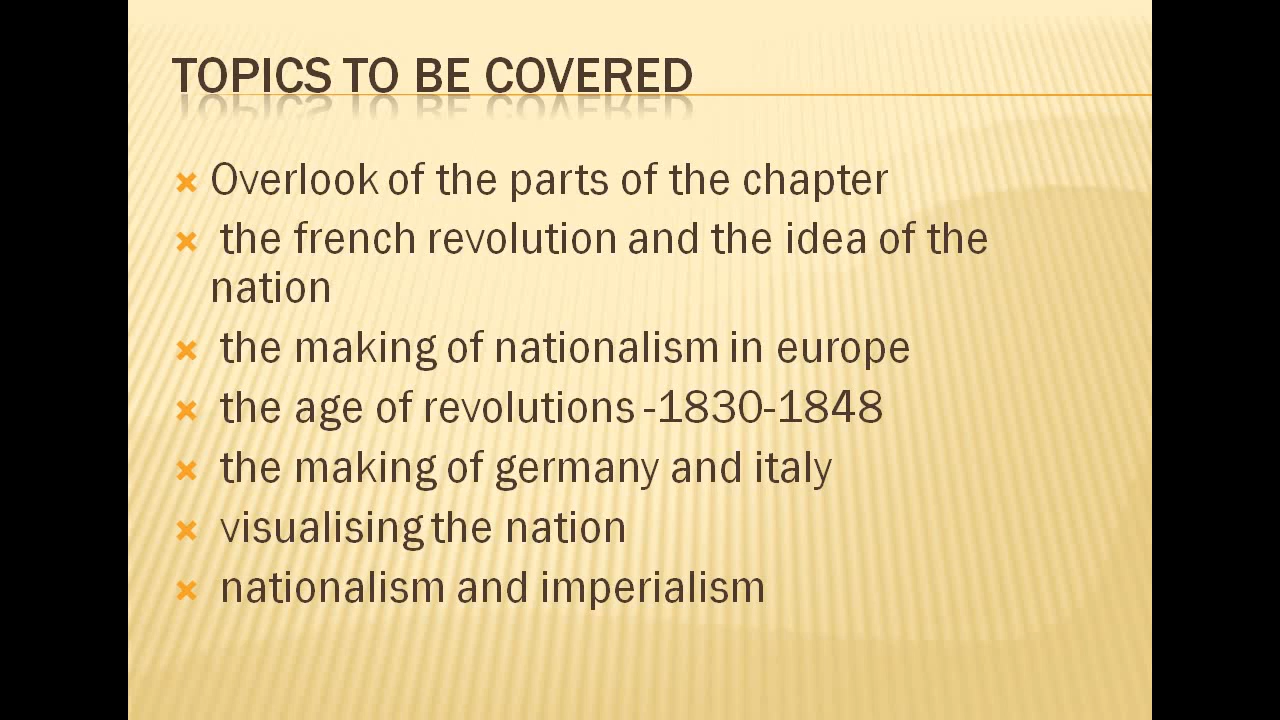 TOPICS TO BE COVERED
Overlook of the parts of the chapter
the french revolution and the idea of the
nation
the making of nationalism in europe
the age of revolutions -1830-1848
the making of germany and italy
visualising the nation
nationalism and imperialism